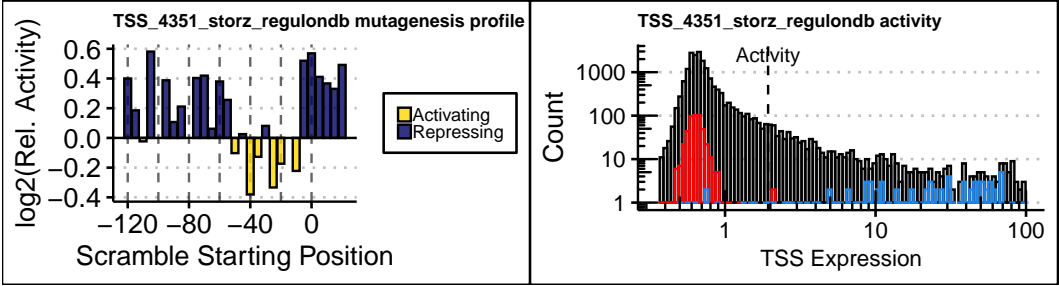 TSS_4351_storz_regulondb mutagenesis profile
log2(Rel. Activity)
0.6
0.4
0.2
0.0
−0.2
−0.4
−120
−80
−40
0
Scramble Starting Position
Activating
Repressing
TSS_4351_storz_regulondb activity
Activity
Count
1000
100
10
1
1
10
100
TSS Expression